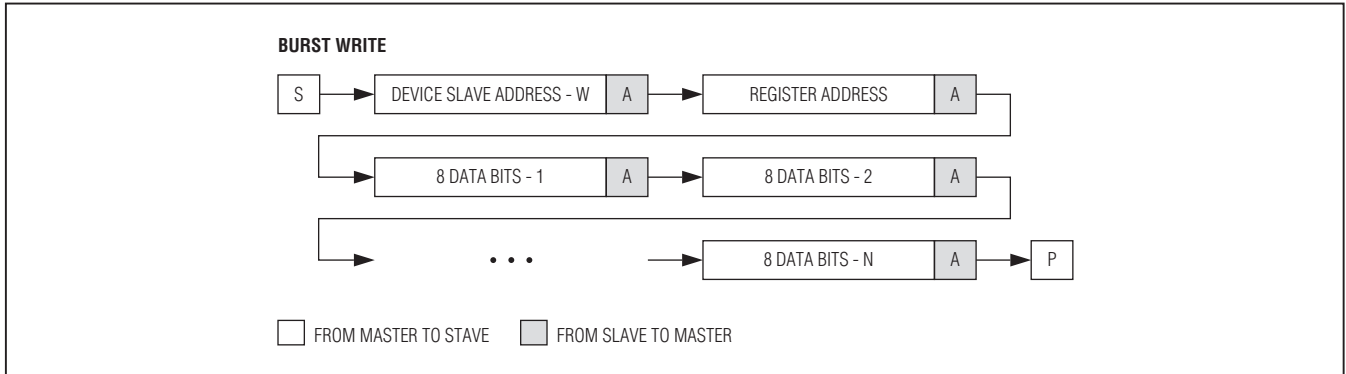 BURST WRITE
S DEVICE SLAVE ADDRESS - W A REGISTER ADDRESS A
8 DATA BITS - 1 A 8 DATA BITS - 2 A
• • • 8 DATA BITS - N A P
FROM MASTER TO STAVE FROM SLAVE TO MASTER